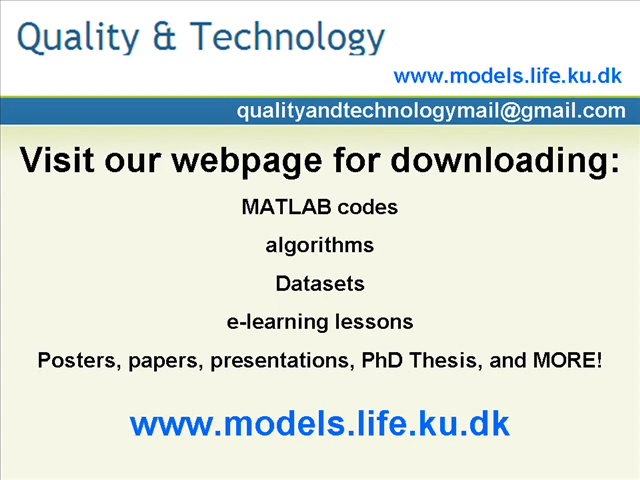 Quality & Technology
www.models.life.ku.dk
qualityandtechnologymail@gmail.com
Visit our webpage for downloading:
MATLAB codes
algorithms
Datasets
e-learning lessons
Posters, papers, presentations, PhD Thesis, and MORE!
www.models.life.ku.dk